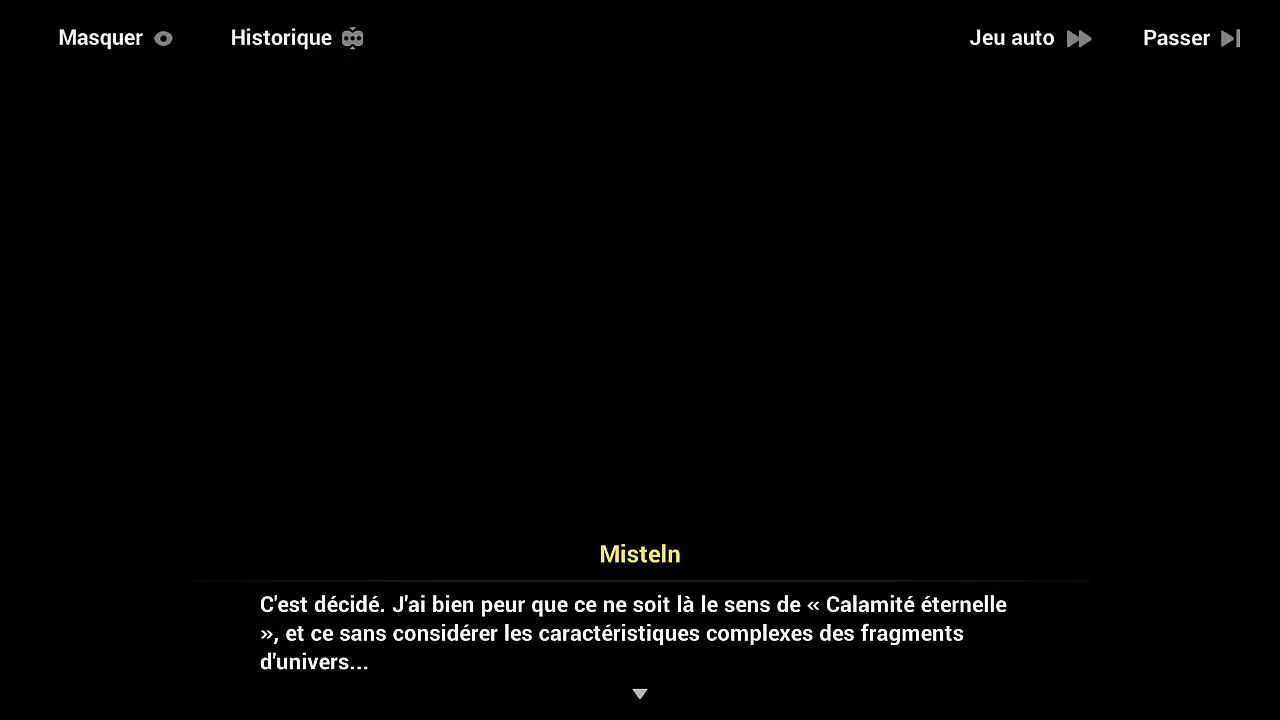 Masquer
Historique
Jeu auto
Passer
Misteln
C'est décidé. J'ai bien peur que ce ne soit là le sens de « Calamité éternelle
», et ce sans considérer les caractéristiques complexes des fragments
d'univers...